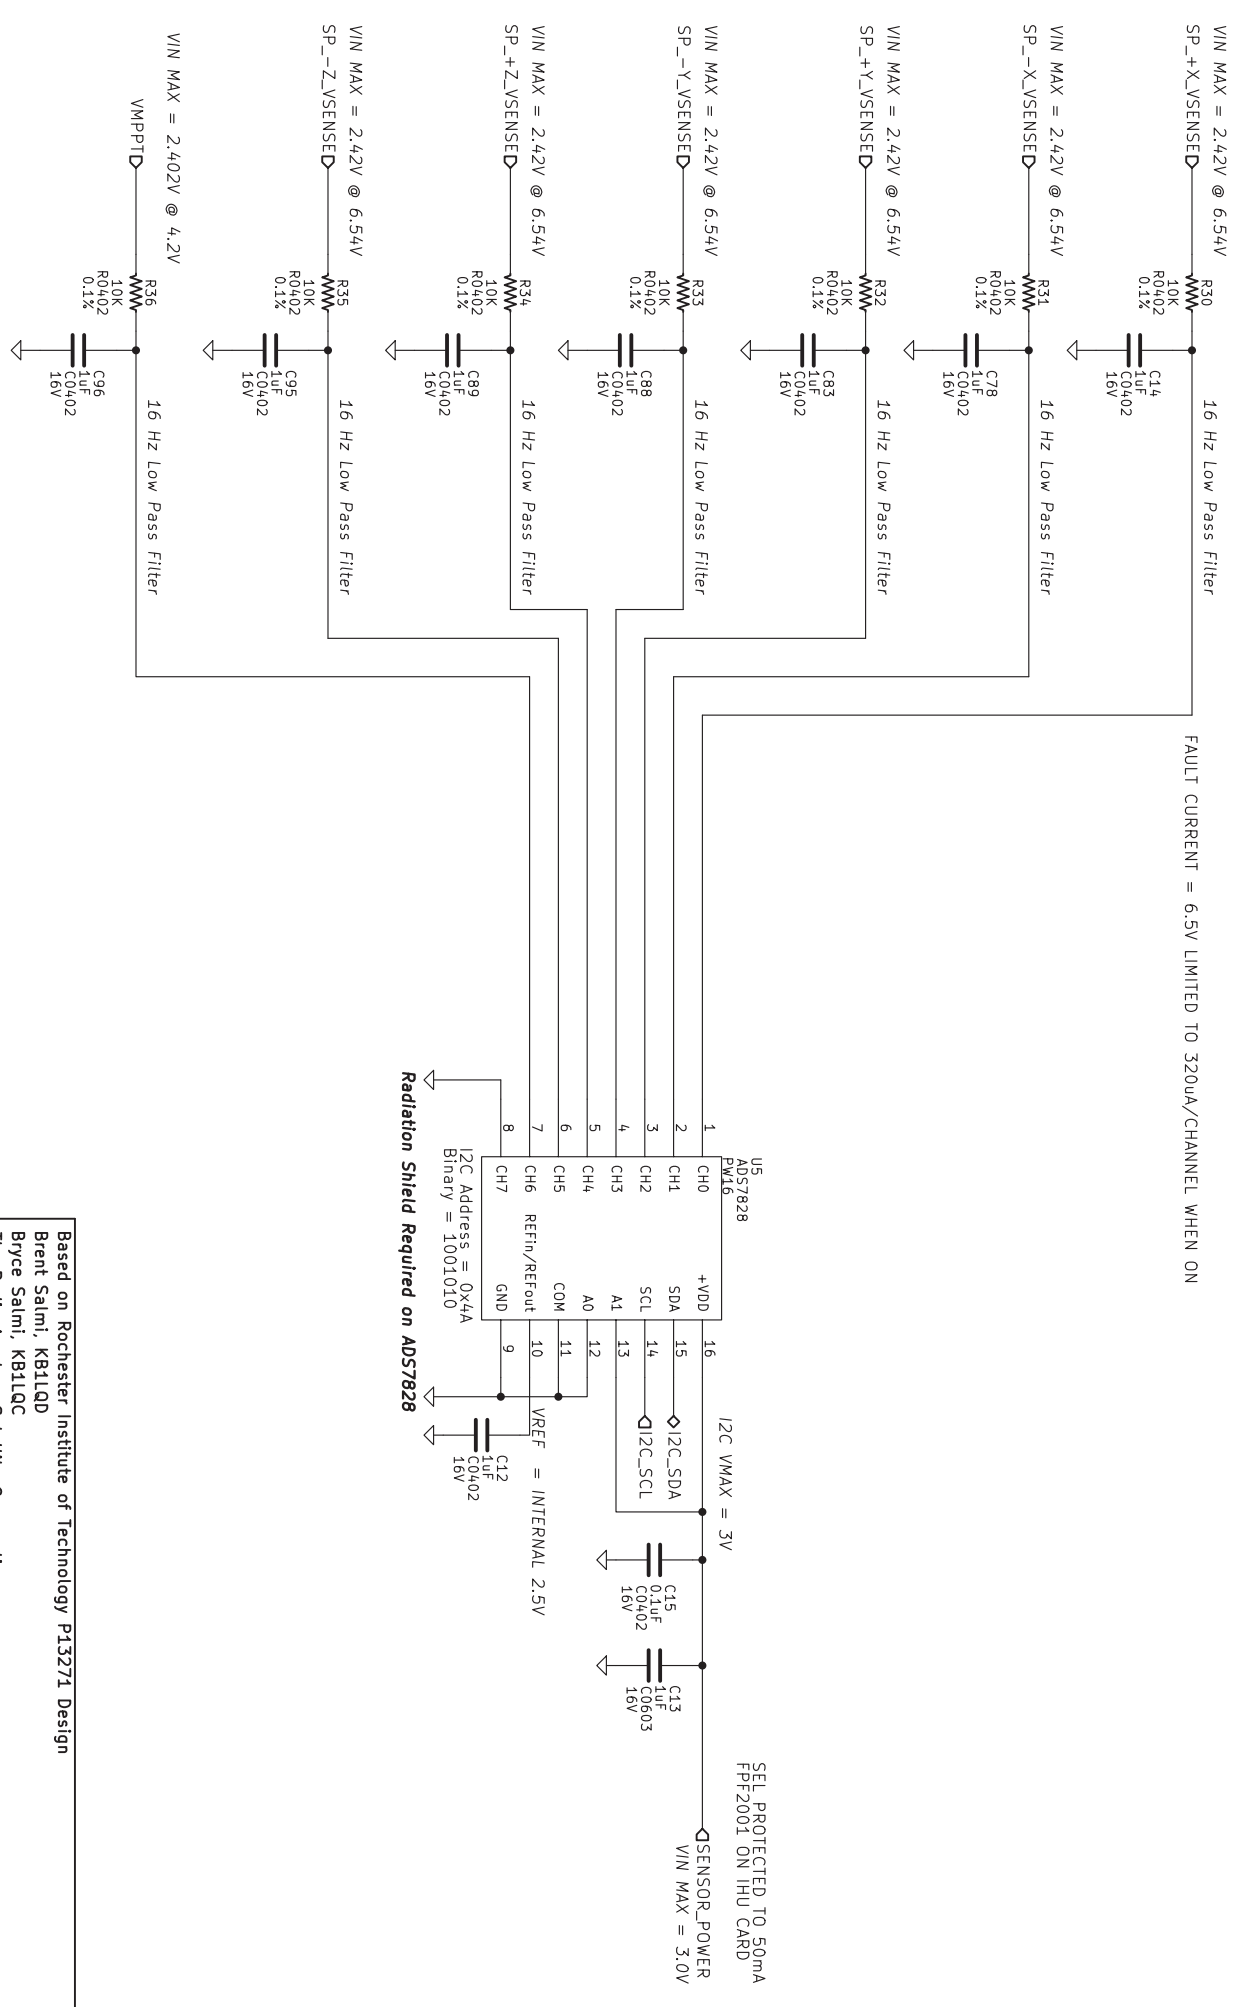 VIN MAX = 2.42V @ 6.54V
SP_+X_VSENSE
R30
10K
R0402
0.1%
C14
1uF
C0402
16V
16 Hz Low Pass Filter
FAULT CURRENT = 6.5V LIMITED TO 320uA/CHANNEL WHEN ON
VIN MAX = 2.42V @ 6.54V
SP_-X_VSENSE
R31
10K
R0402
0.1%
C78
1uF
C0402
16V
16 Hz Low Pass Filter
VIN MAX = 2.42V @ 6.54V
SP_+Y_VSENSE
R32
10K
R0402
0.1%
C83
1uF
C0402
16V
16 Hz Low Pass Filter
VIN MAX = 2.42V @ 6.54V
SP_-Y_VSENSE
R33
10K
R0402
0.1%
C88
1uF
C0402
16V
16 Hz Low Pass Filter
VIN MAX = 2.42V @ 6.54V
SP_+Z_VSENSE
R34
10K
R0402
0.1%
C89
1uF
C0402
16V
16 Hz Low Pass Filter
VIN MAX = 2.42V @ 6.54V
SP_-Z_VSENSE
R35
10K
R0402
0.1%
C95
1uF
C0402
16V
16 Hz Low Pass Filter
VIN MAX = 2.402V @ 4.2V
VMPPT
R36
10K
R0402
0.1%
C96
1uF
C0402
16V
16 Hz Low Pass Filter
U5
ADS7828
PW16
1 CH0 +VDD 16
2 CH1 SDA 15
3 CH2 SCL 14
4 CH3 A1 13
5 CH4 A0 12
6 CH5 COM 11
7 CH6 REFin/REFout 10
8 CH7 GND 9
I2C Address = 0x4A
Binary = 1001010
Radiation Shield Required on ADS7828
I2C VMAX = 3V
I2C_SDA
I2C_SCL
VREF = INTERNAL 2.5V
C12
1uF
C0402
16V
C15
0.1uF
C0402
16V
C13
1uF
C0603
16V
SEL PROTECTED TO 50mA
FPF2001 ON IHU CARD
SENSOR_POWER
VIN MAX = 3.0V
Based on Rochester Institute of Technology P13271 Design
Brent Salmi, KB1LQD
Bryce Salmi, KB1LQC